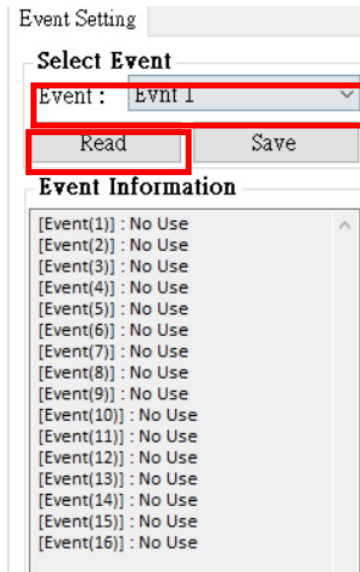 Event Setting
Select Event
Event : Evnt 1
Read Save
Event Information
[Event(1)] : No Use
[Event(2)] : No Use
[Event(3)] : No Use
[Event(4)] : No Use
[Event(5)] : No Use
[Event(6)] : No Use
[Event(7)] : No Use
[Event(8)] : No Use
[Event(9)] : No Use
[Event(10)] : No Use
[Event(11)] : No Use
[Event(12)] : No Use
[Event(13)] : No Use
[Event(14)] : No Use
[Event(15)] : No Use
[Event(16)] : No Use